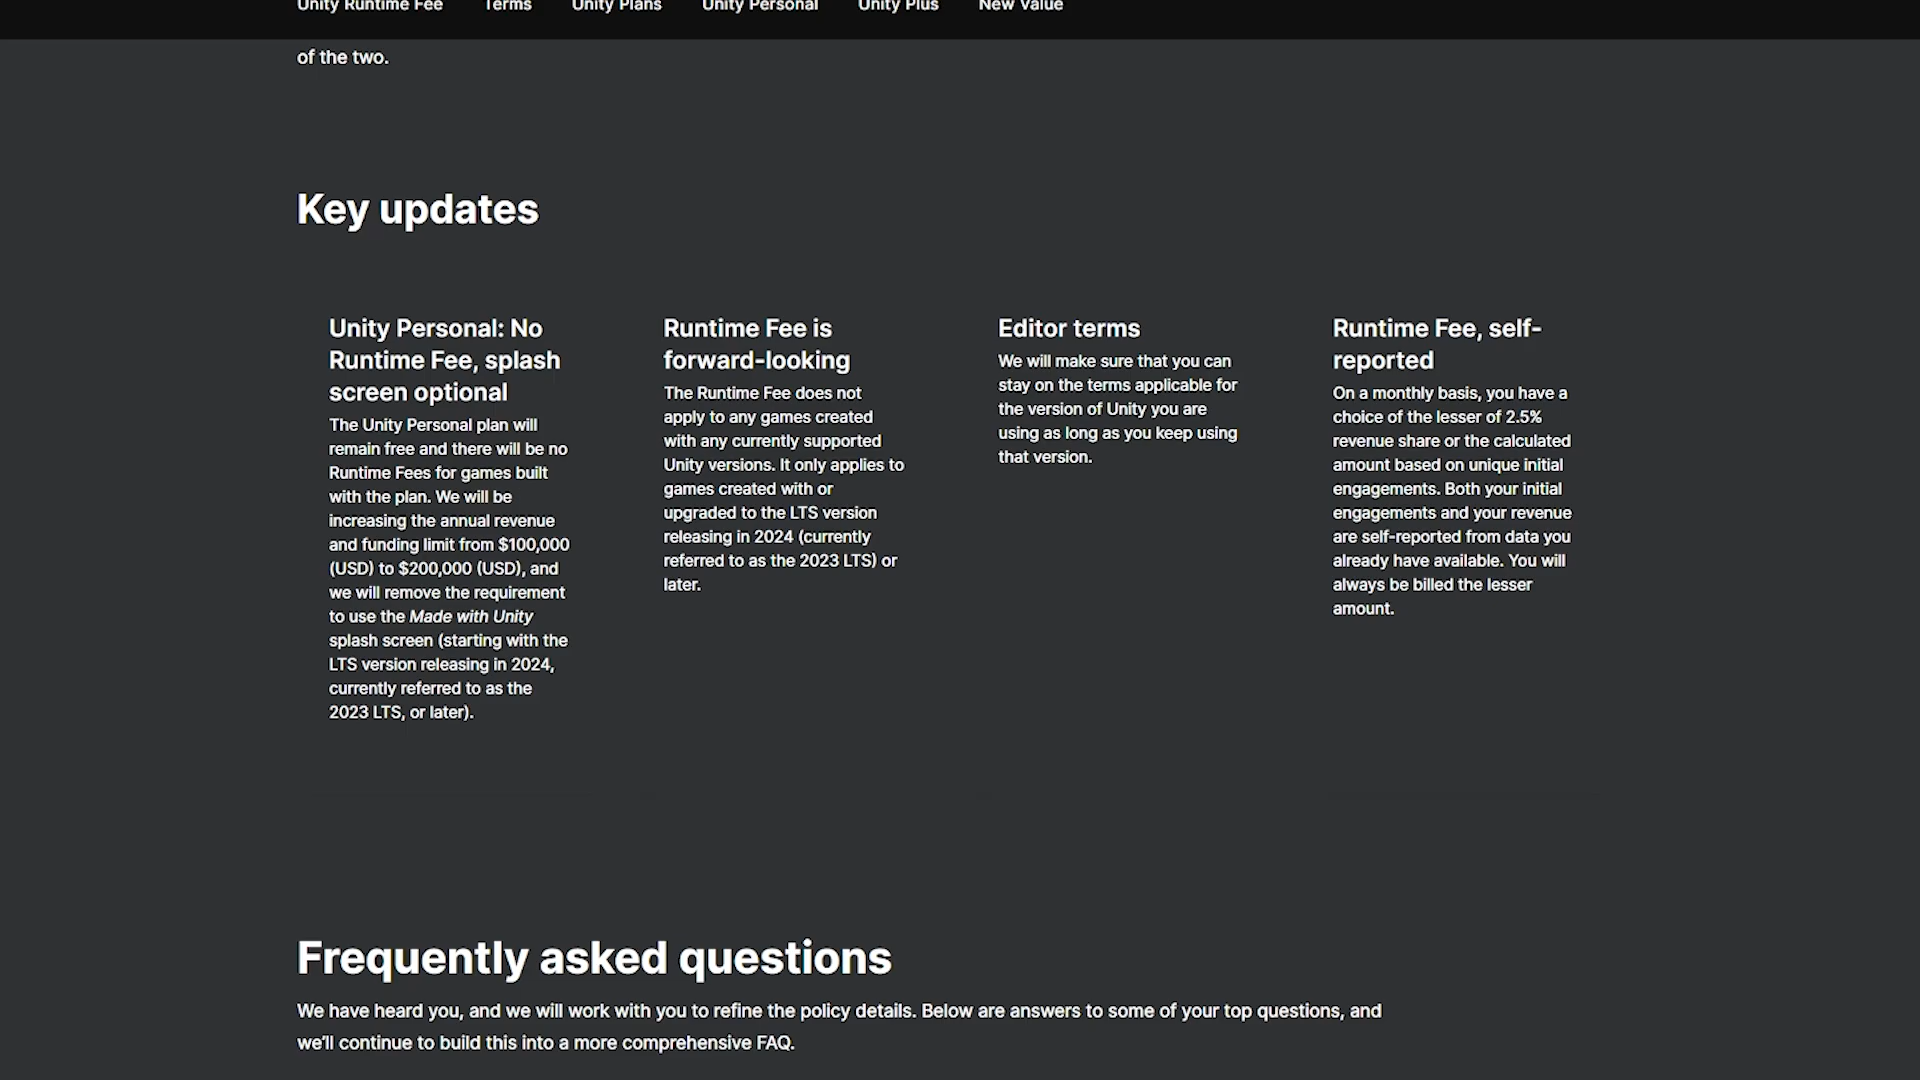 Unity Runtime Fee Terms Unity Plans Unity Personal Unity Plus New Value
of the two.
Key updates
Unity Personal: No
Runtime Fee, splash
screen optional
The Unity Personal plan will
remain free and there will be no
Runtime Fees for games built
with the plan. We will be
increasing the annual revenue
and funding limit from $100,000
(USD) to $200,000 (USD), and
we will remove the requirement
to use the Made with Unity
splash screen (starting with the
LTS version releasing in 2024,
currently referred to as the
2023 LTS, or later).
Runtime Fee is
forward-looking
The Runtime Fee does not
apply to any games created
with any currently supported
Unity versions. It only applies to
games created with or
upgraded to the LTS version
releasing in 2024 (currently
referred to as the 2023 LTS) or
later.
Editor terms
We will make sure that you can
stay on the terms applicable for
the version of Unity you are
using as long as you keep using
that version.
Runtime Fee, self-
reported
On a monthly basis, you have a
choice of the lesser of 2.5%
revenue share or the calculated
amount based on unique initial
engagements. Both your initial
engagements and your revenue
are self-reported from data you
already have available. You will
always be billed the lesser
amount.
Frequently asked questions
We have heard you, and we will work with you to refine the policy details. Below are answers to some of your top questions, and
we'll continue to build this into a more comprehensive FAQ.